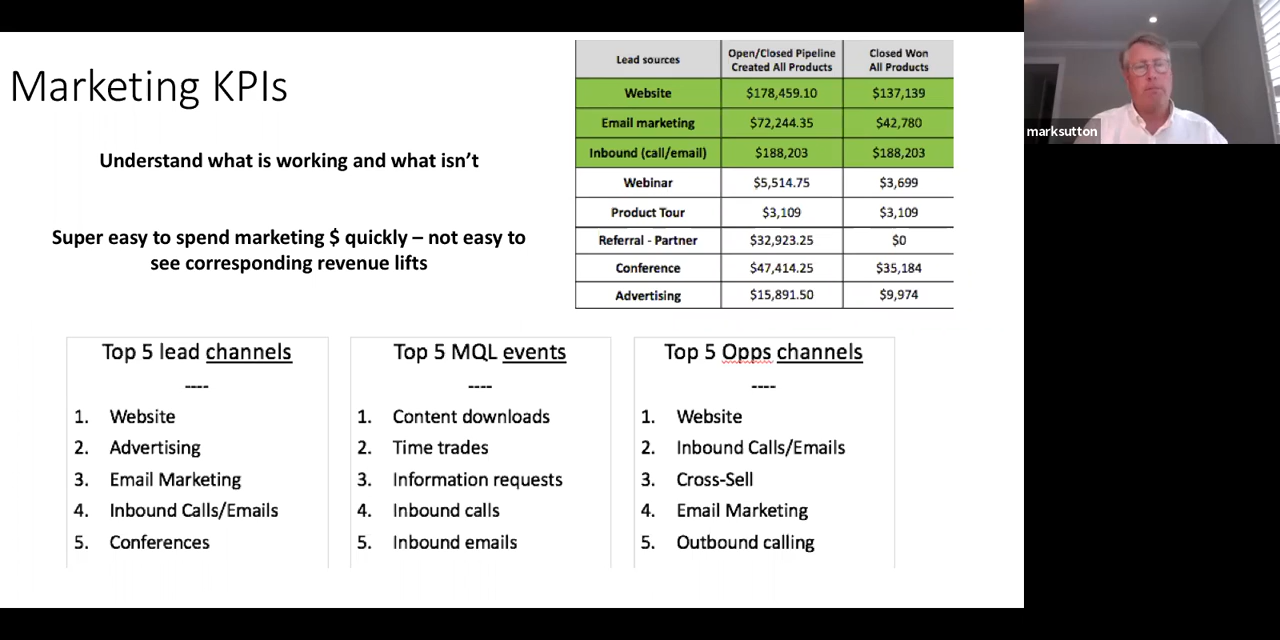 Marketing KPIs
Understand what is working and what isn’t
Super easy to spend marketing $ quickly – not easy to
see corresponding revenue lifts
Lead sources | Open/Closed Pipeline Created All Products | Closed Won All Products
Website | $178,459.10 | $137,139
Email marketing | $72,244.35 | $42,780
Inbound (call/email) | $188,203 | $188,203
Webinar | $5,514.75 | $3,699
Product Tour | $3,109 | $3,109
Referral - Partner | $32,923.25 | $0
Conference | $47,414.25 | $35,184
Advertising | $15,891.50 | $9,974
Top 5 lead channels
----
1. Website
2. Advertising
3. Email Marketing
4. Inbound Calls/Emails
5. Conferences
Top 5 MQL events
----
1. Content downloads
2. Time trades
3. Information requests
4. Inbound calls
5. Inbound emails
Top 5 Opps channels
----
1. Website
2. Inbound Calls/Emails
3. Cross-Sell
4. Email Marketing
5. Outbound calling
marksutton